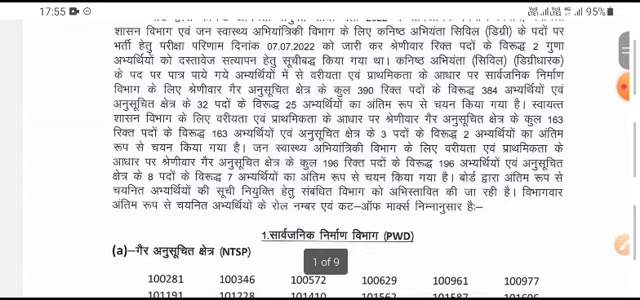 17:55
95%
शासन विभाग एवं जन स्वास्थ्य अभियांत्रिकी विभाग के लिए कनिष्ठ अभियंता सिविल (डिग्री) के पदों पर
भर्ती हेतु परीक्षा परिणाम दिनांक 07.07.2022 को जारी कर श्रेणीवार रिक्त पदों के विरूद्ध 2 गुणा
अभ्यर्थियों को दस्तावेज सत्यापन हेतु सूचीबद्ध किया गया था। कनिष्ठ अभियंता (सिविल) (डिग्रीधारक)
के पद पर पात्र पाये गये अभ्यर्थियों में से वरीयता एवं प्राथमिकता के आधार पर सार्वजनिक निर्माण
विभाग के लिए श्रेणीवार गैर अनुसूचित क्षेत्र के कुल 390 रिक्त पदों के विरूद्ध 384 अभ्यर्थियों एवं
अनुसूचित क्षेत्र के 32 पदों के विरूद्ध 25 अभ्यर्थियों का अंतिम रूप से चयन किया गया है। स्वायत्त
शासन विभाग के लिए वरीयता एवं प्राथमिकता के आधार पर श्रेणीवार गैर अनुसूचित क्षेत्र के कुल 163
रिक्त पदों के विरूद्ध 163 अभ्यर्थियों एवं अनुसूचित क्षेत्र के 3 पदों के विरूद्ध 2 अभ्यर्थियों का अंतिम
रूप से चयन किया गया है। जन स्वास्थ्य अभियांत्रिकी विभाग के लिए वरीयता एवं प्राथमिकता के
आधार पर श्रेणीवार गैर अनुसूचित क्षेत्र के कुल 196 रिक्त पदों के विरूद्ध 196 अभ्यर्थियों एवं अनुसूचित
क्षेत्र के 8 पदों के विरूद्ध 7 अभ्यर्थियों का अंतिम रूप से चयन किया गया है। बोर्ड द्वारा अंतिम रूप से
चयनित अभ्यर्थियों की सूची नियुक्ति हेतु संबंधित विभाग को अभिस्तावित की जा रही है। विभागवार
अंतिम रूप से चयनित अभ्यर्थियों के रोल नम्बर एवं कट–ऑफ मार्क्स निम्नानुसार हैः–
1.सार्वजनिक निर्माण विभाग (PWD)
(a)–गैर अनुसूचित क्षेत्र (NTSP)
1 of 9
100281 100346 100572 100629 100961 100977
101191 101228 101410 101562 101587 101606